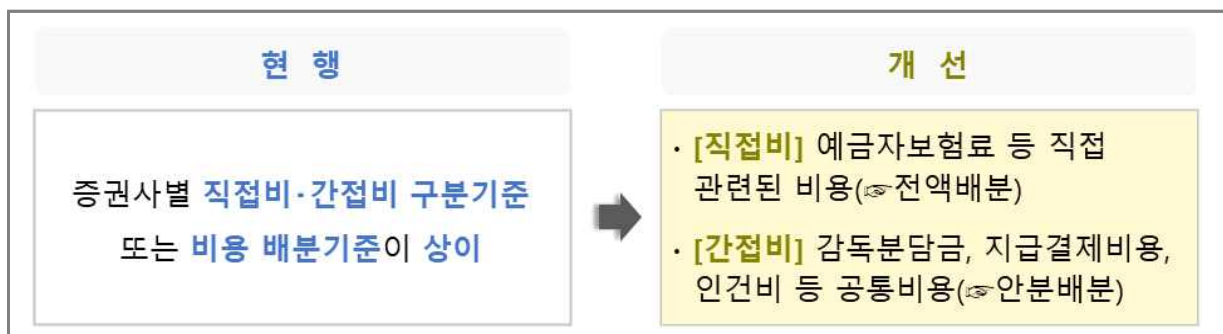 현 행
증권사별 직접비·간접비 구분기준
또는 비용 배분기준이 상이
개 선
· [직접비] 예금자보험료 등 직접
관련된 비용(☞전액배분)
· [간접비] 감독분담금, 지급결제비용,
인건비 등 공통비용(☞안분배분)